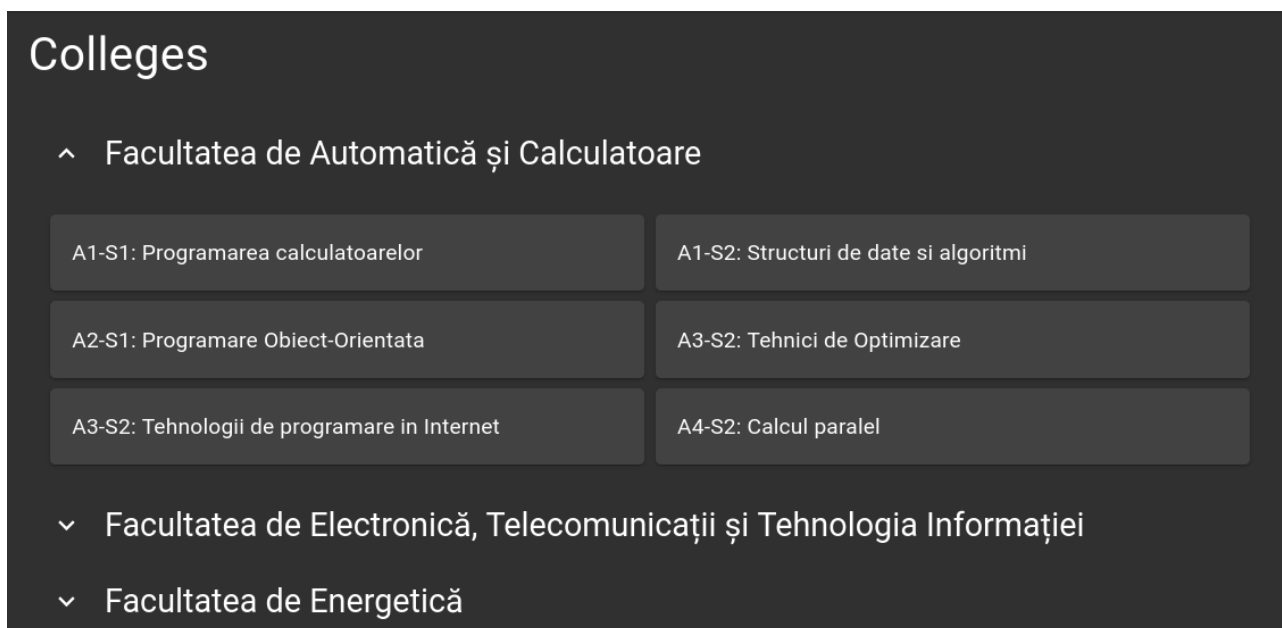 Colleges
Facultatea de Automatică și Calculatoare
A1-S1: Programarea calculatoarelor
A1-S2: Structuri de date si algoritmi
A2-S1: Programare Obiect-Orientata
A3-S2: Tehnici de Optimizare
A3-S2: Tehnologii de programare in Internet
A4-S2: Calcul paralel
Facultatea de Electronică, Telecomunicații și Tehnologia Informației
Facultatea de Energetică